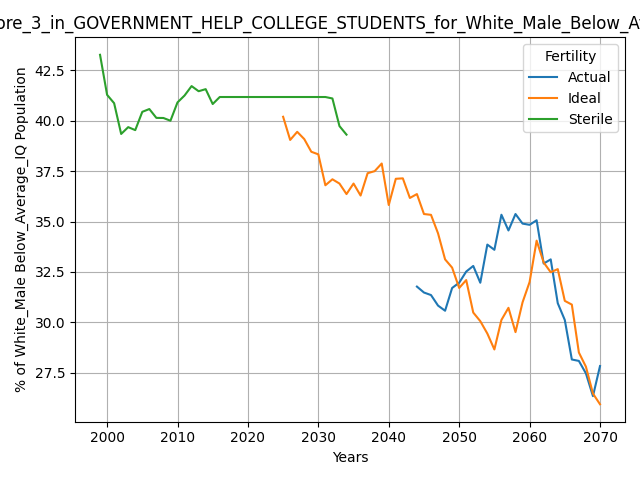 ore_3_in_GOVERNMENT_HELP_COLLEGE_STUDENTS_for_White_Male_Below_A
% of White_Male Below_Average_IQ Population
42.5
40.0
37.5
35.0
32.5
30.0
27.5
Fertility
Actual
Ideal
Sterile
2000 2010 2020 2030 2040 2050 2060 2070
Years